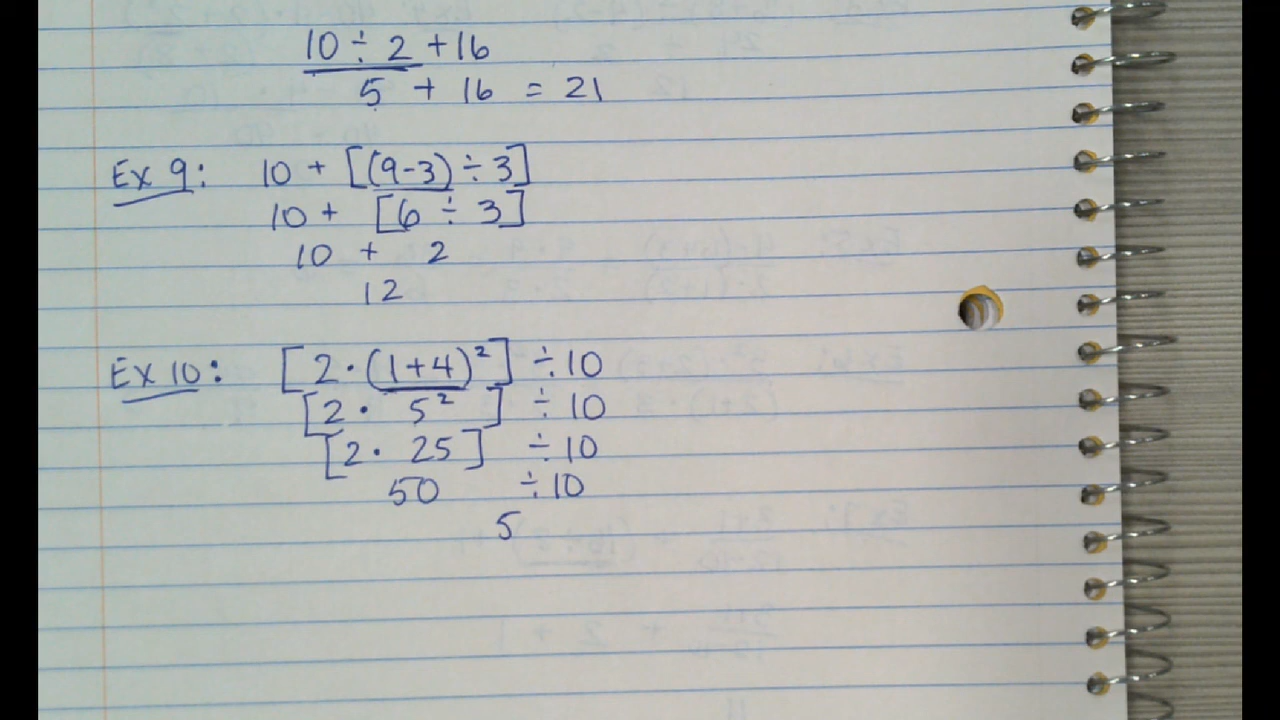 10 ÷ 2 + 16
5 + 16 = 21
Ex 9: 10 + [(9-3) ÷ 3]
10 + [6 ÷ 3]
10 + 2
12
Ex 10: [2·(1+4)²] ÷10
[2· 5²] ÷ 10
[2· 25] ÷10
50 ÷10
5